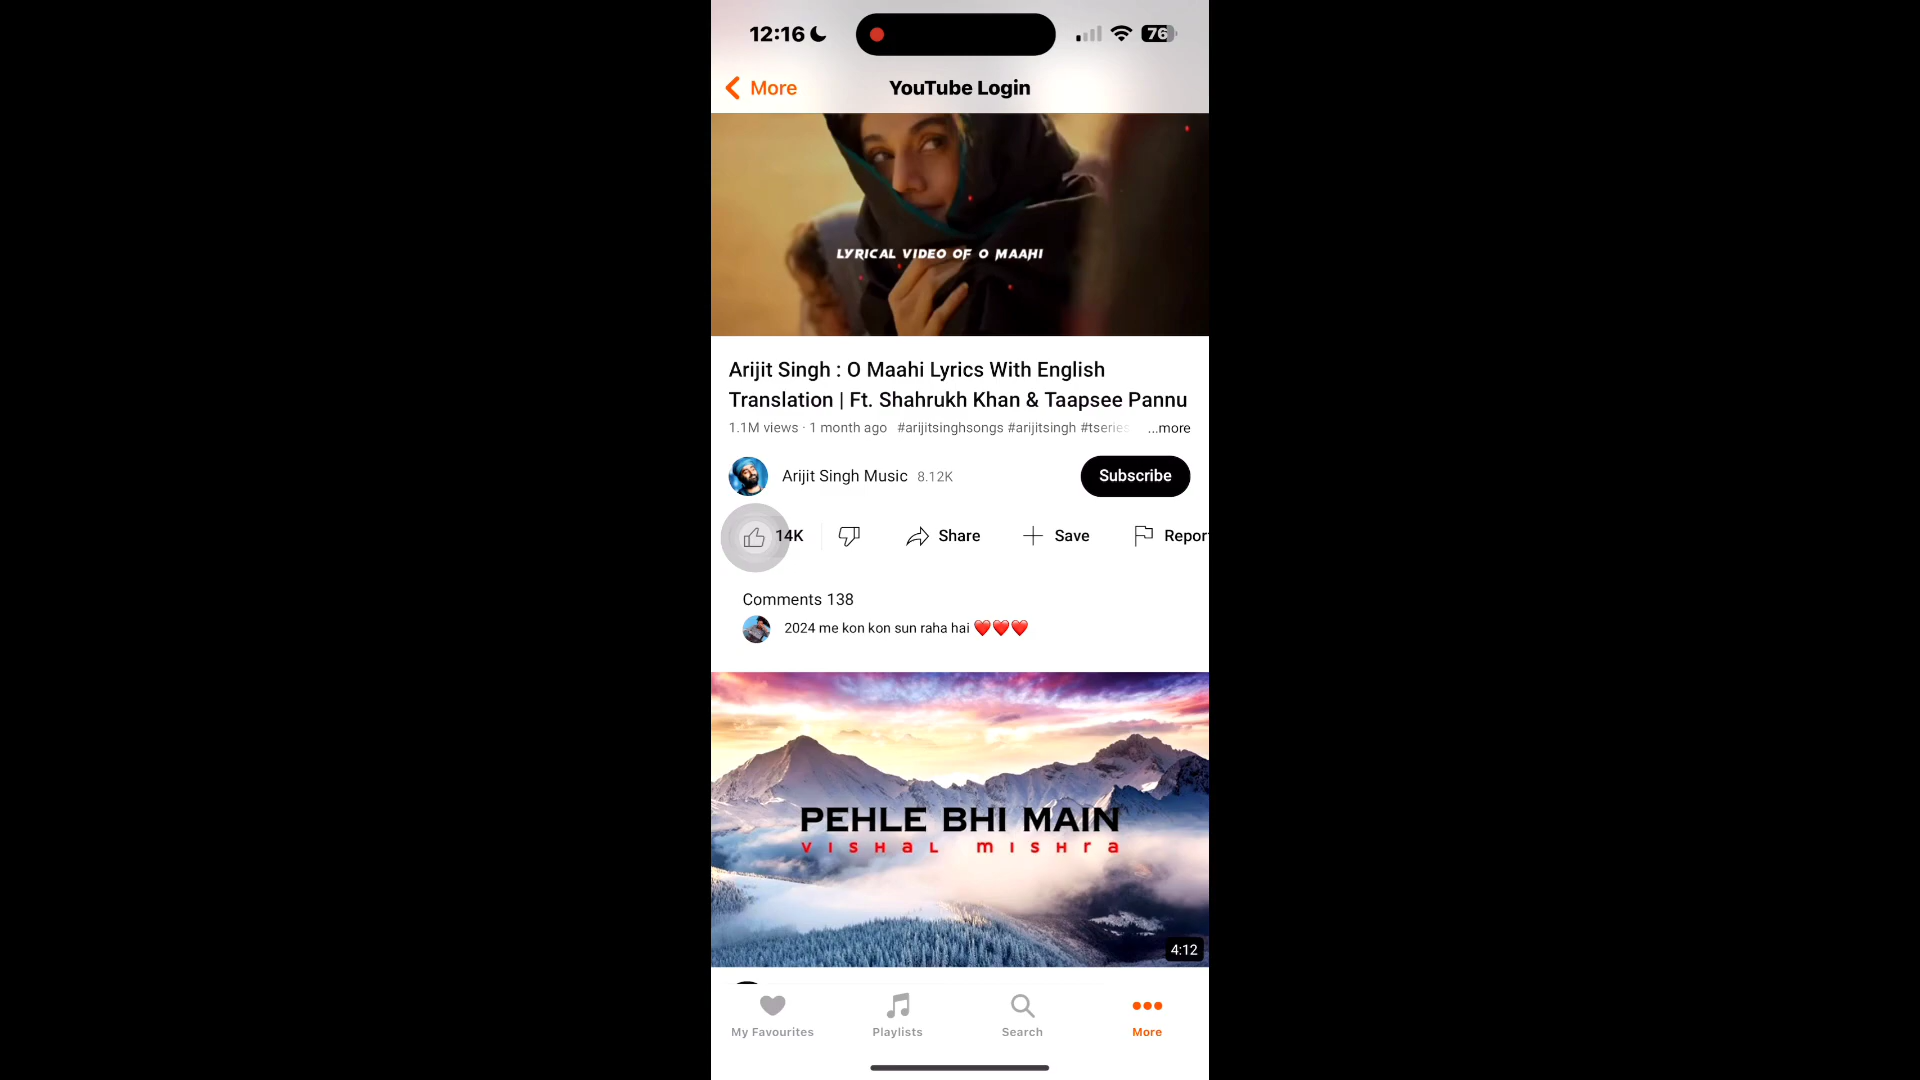 12:16
76
More
YouTube Login
LYRICAL VIDEO OF O MAAHI
Arijit Singh : O Maahi Lyrics With English
Translation | Ft. Shahrukh Khan & Taapsee Pannu
1.1M views · 1 month ago #arijitsinghsongs #arijitsingh #tseries ...more
Arijit Singh Music 8.12K
Subscribe
14K
Share
Save
Repor
Comments 138
2024 me kon kon sun raha hai ❤️❤️❤️
PEHLE BHI MAIN
VISHAL MISHRA
4:12
My Favourites
Playlists
Search
More